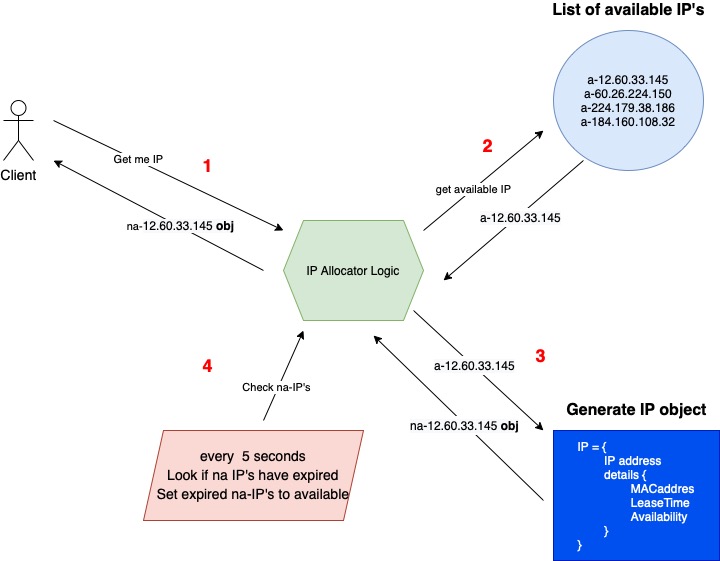 List of available IP's
a-12.60.33.145
a-60.26.224.150
a-224.179.38.186
a-184.160.108.32
Client
Get me IP
1
na-12.60.33.145 obj
2
get available IP
a-12.60.33.145
IP Allocator Logic
4
Check na-IP's
3
a-12.60.33.145
na-12.60.33.145 obj
every 5 seconds
Look if na IP's have expired
Set expired na-IP's to available
Generate IP object
IP = {
IP address
details {
MACaddres
LeaseTime
Availability
}
}